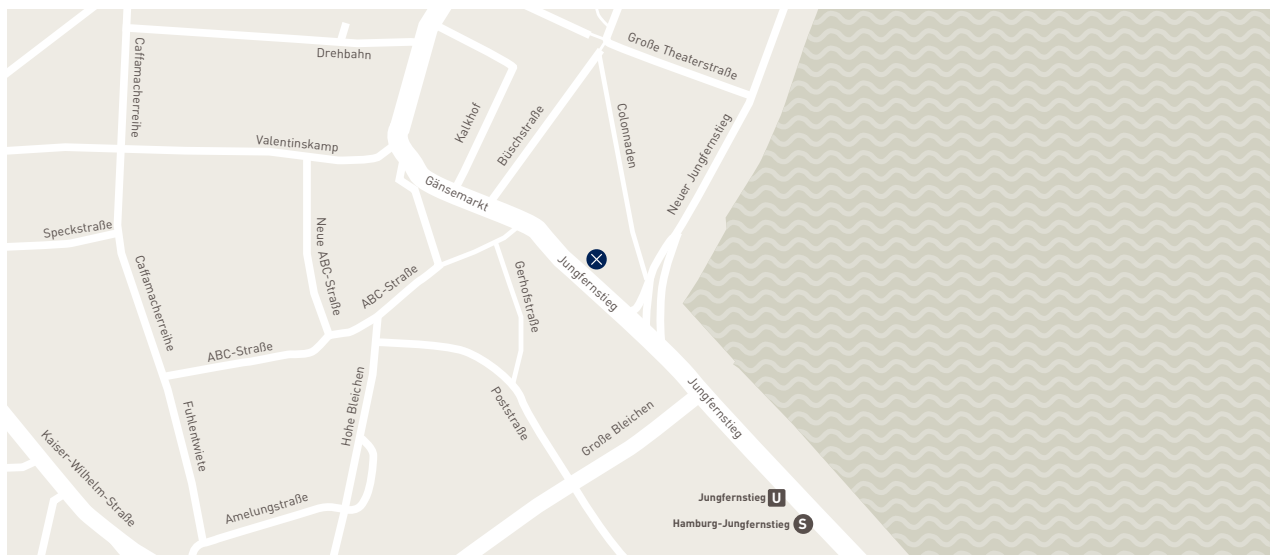 Große Theaterstraße
Drehbahn
Caffamacherreihe
Kalkhof
Büschstraße
Colonnaden
Valentinskamp
Neuer Jungfernstieg
Gänsemarkt
Speckstraße
Neue ABC-Straße
Caffamacherreihe
ABC-Straße
Gerhofstraße
Jungfernstieg
ABC-Straße
Hohe Bleichen
Poststraße
Große Bleichen
Jungfernstieg
Fuhlentwiete
Kaiser-Wilhelm-Straße
Amelungstraße
Jungfernstieg U
Hamburg-Jungfernstieg S